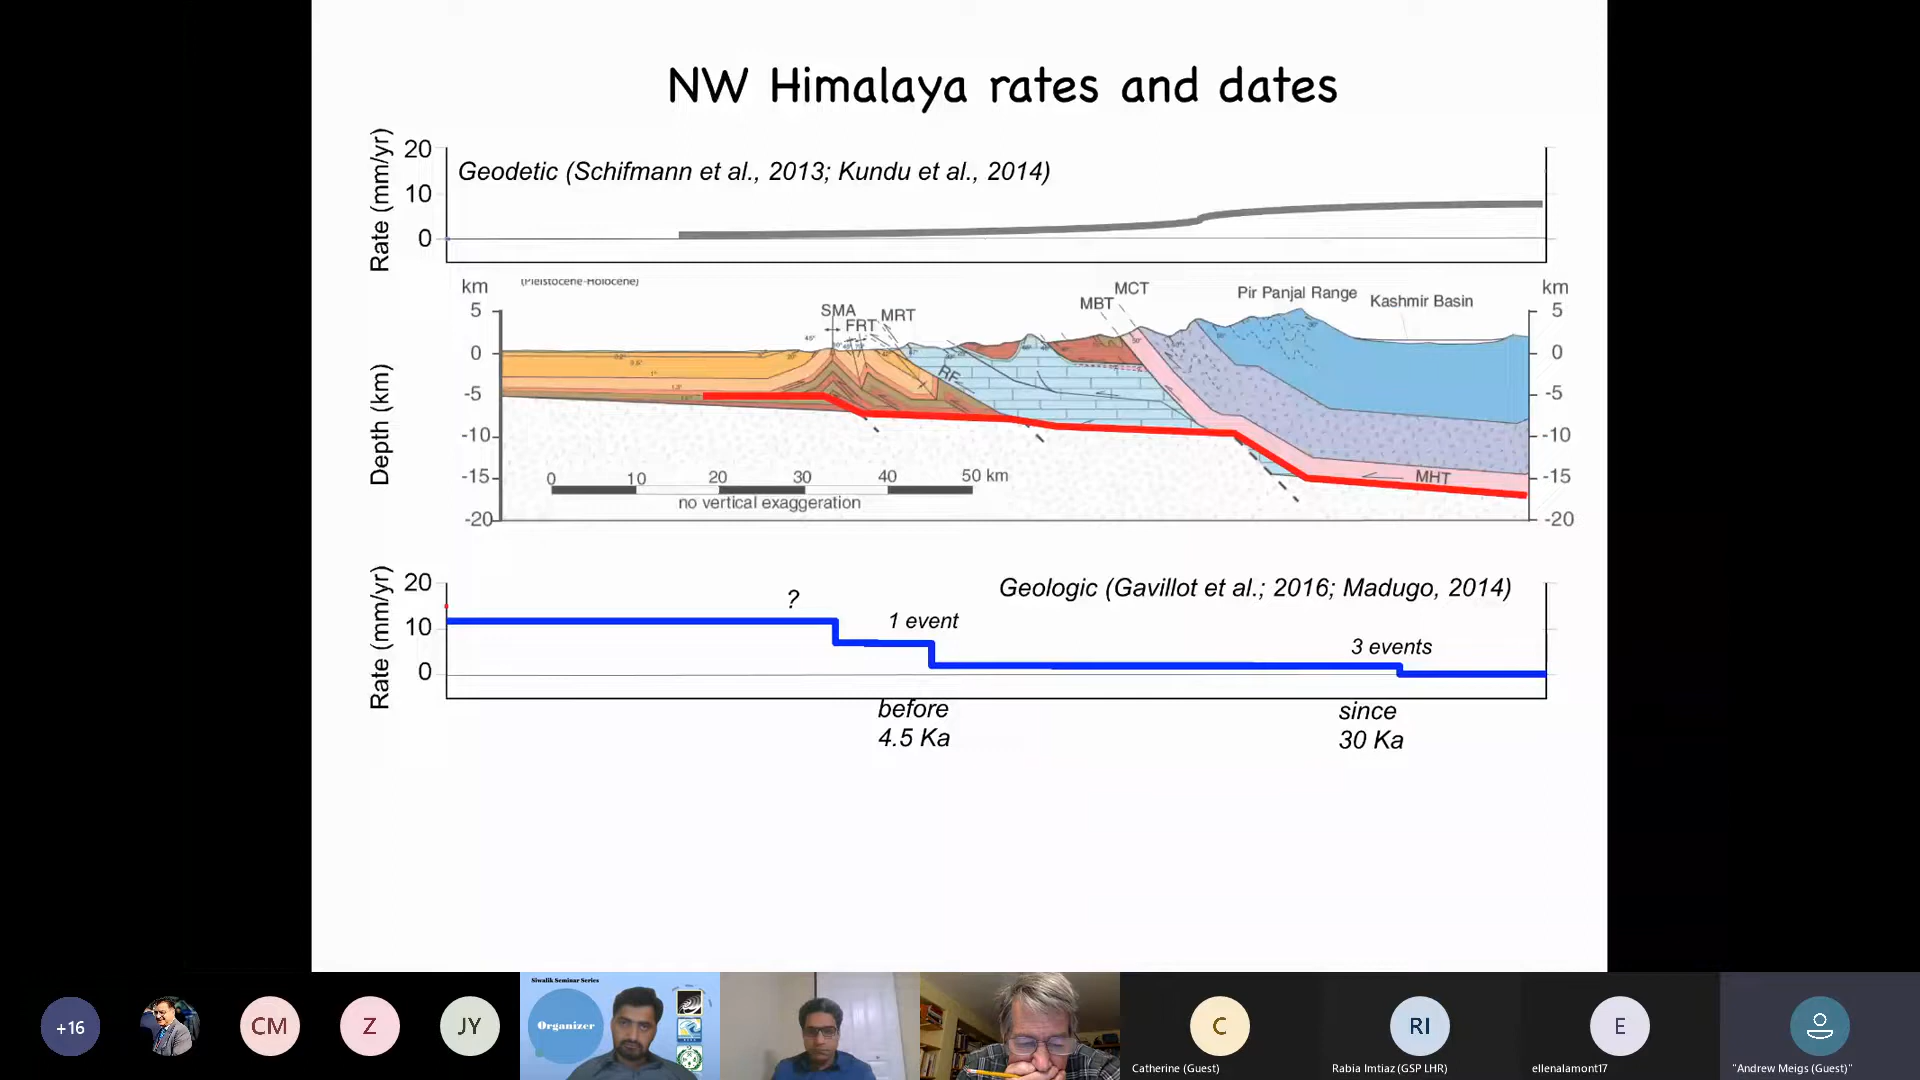 NW Himalaya rates and dates
Rate (mm/yr)
20
10
0
Geodetic (Schifmann et al., 2013; Kundu et al., 2014)
km
(Pleistocene-Holocene)
MCT
MBT
Pir Panjal Range
Kashmir Basin
km
SMA
FRT
MRT
RF
MHT
Depth (km)
5
0
-5
-10
-15
-20
5
0
-5
-10
-15
-20
0 10 20 30 40 50 km
no vertical exaggeration
Rate (mm/yr)
20
10
0
Geologic (Gavillot et al.; 2016; Madugo, 2014)
?
1 event
3 events
before
4.5 Ka
since
30 Ka
+16
CM
Z
JY
Siwalik Seminar Series
Organizer
C
Catherine (Guest)
RI
Rabia Imtiaz (GSP LHR)
E
ellenalamont17
"Andrew Meigs (Guest)"